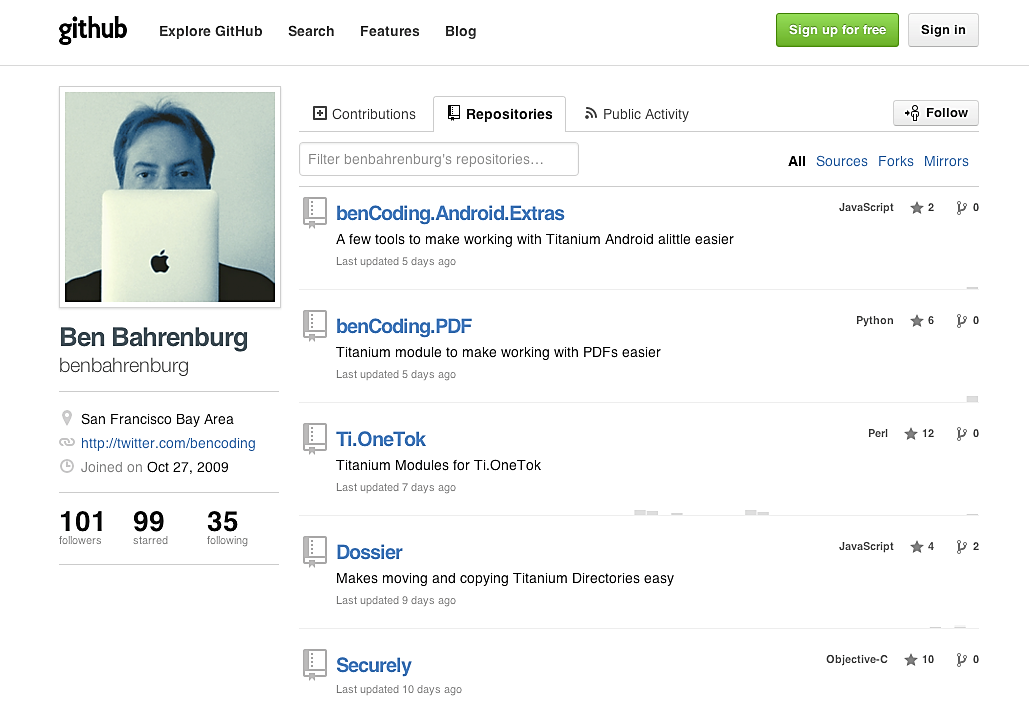 github Explore GitHub Search Features Blog Sign up for free Sign in
Contributions Repositories Public Activity Follow
Filter benbahrenburg's repositories…
All Sources Forks Mirrors
benCoding.Android.Extras
JavaScript 2 0
A few tools to make working with Titanium Android alittle easier
Last updated 5 days ago
benCoding.PDF
Python 6 0
Titanium module to make working with PDFs easier
Last updated 5 days ago
Ti.OneTok
Perl 12 0
Titanium Modules for Ti.OneTok
Last updated 7 days ago
Dossier
JavaScript 4 2
Makes moving and copying Titanium Directories easy
Last updated 9 days ago
Securely
Objective-C 10 0
Last updated 10 days ago
Ben Bahrenburg
benbahrenburg
San Francisco Bay Area
http://twitter.com/bencoding
Joined on Oct 27, 2009
101 99 35
followers starred following